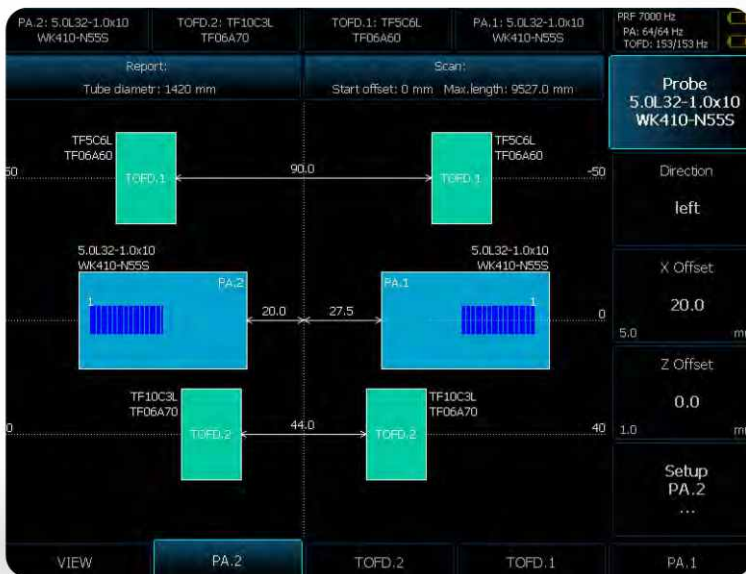 PA.2: 5.0L32-1.0x10
WK410-N55S
TOFD.2: TF10C3L
TF06A70
TOFD.1: TF5C6L
TF06A60
PA.1: 5.0L32-1.0x10
WK410-N55S
PRF 7000 Hz
PA: 64/64 Hz
TOFD: 153/153 Hz
Report:
Tube diametr: 1420 mm
Scan:
Start offset: 0 mm Max.length: 9527.0 mm
Probe
5.0L32-1.0x10
WK410-N55S
TF5C6L
TF06A60
TF5C6L
TF06A60
50
TOFD.1
90.0
TOFD.1
-50
Direction
left
5.0L32-1.0x10
WK410-N55S
5.0L32-1.0x10
WK410-N55S
PA.2
PA.1
1
1
20.0
27.5
0
X Offset
20.0
5.0
mm
TF10C3L
TF06A70
TF10C3L
TF06A70
0
TOFD.2
44.0
TOFD.2
40
Z Offset
0.0
1.0
mm
Setup
PA.2
...
VIEW
PA.2
TOFD.2
TOFD.1
PA.1